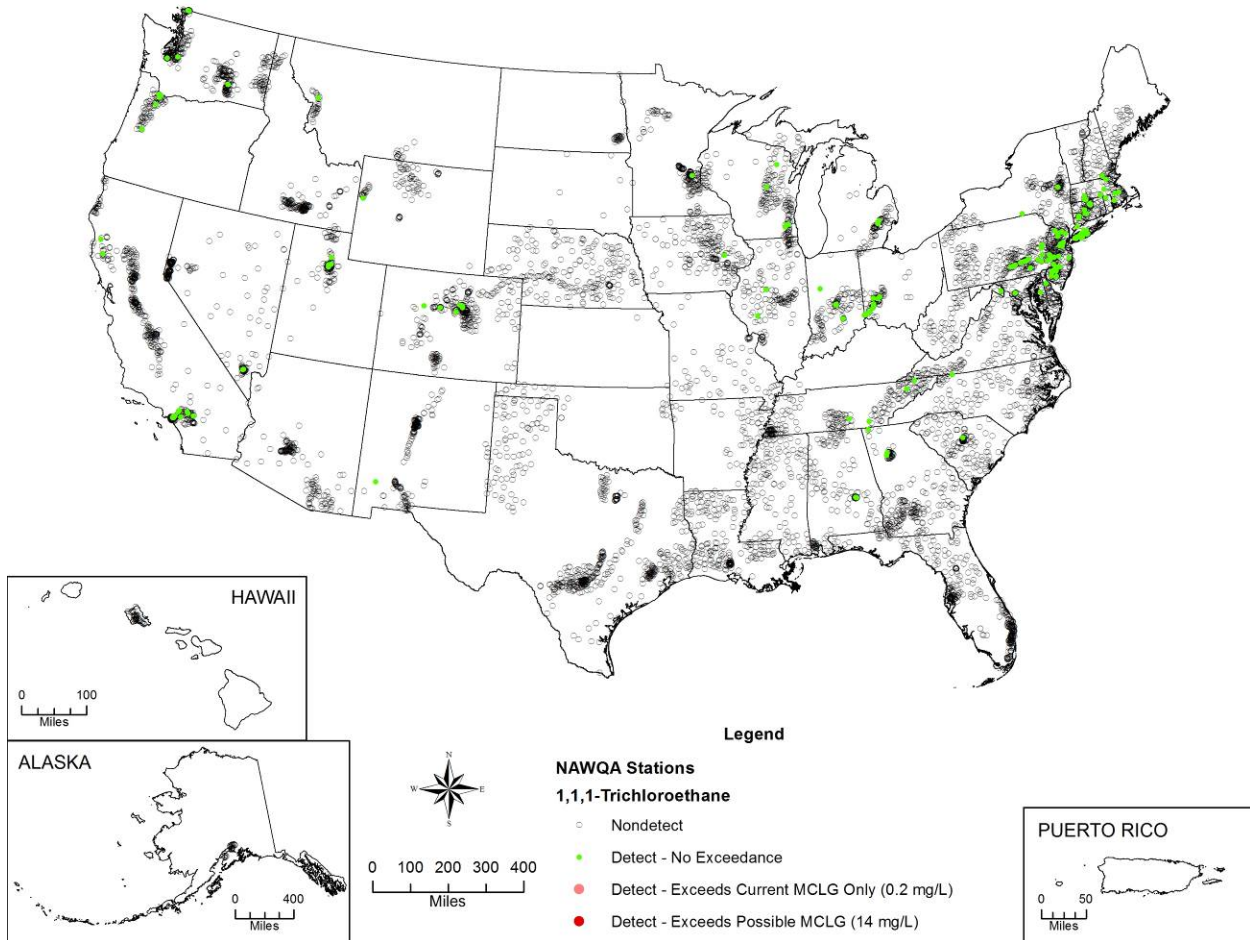 HAWAII
0 100
Miles
ALASKA
0 400
Miles
N
W E
S
0 100 200 300 400
Miles
Legend
NAWQA Stations
1,1,1-Trichloroethane
Nondetect
Detect - No Exceedance
Detect - Exceeds Current MCLG Only (0.2 mg/L)
Detect - Exceeds Possible MCLG (14 mg/L)
PUERTO RICO
0 50
Miles